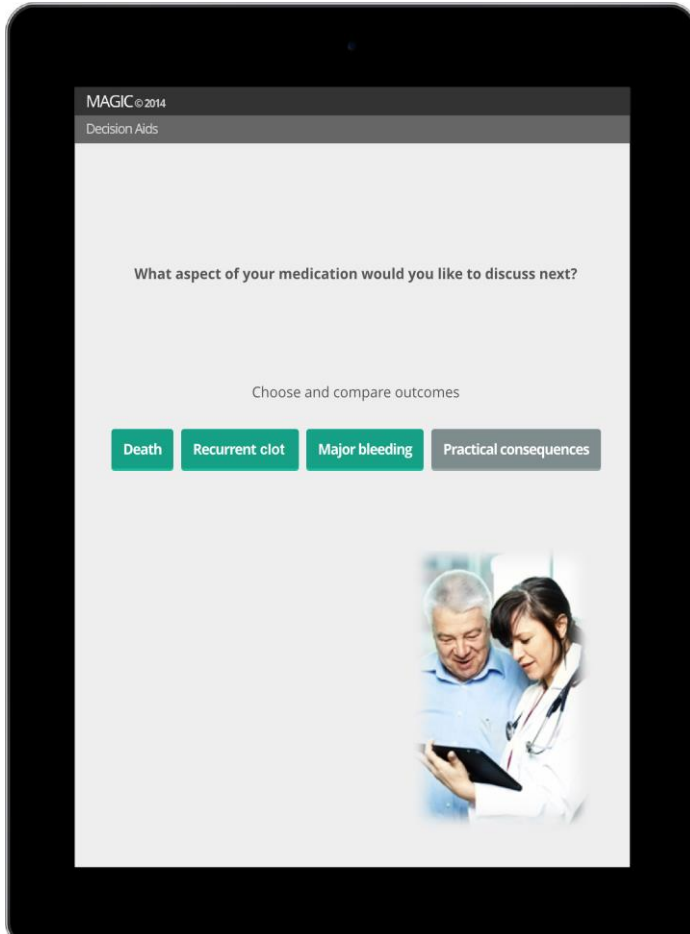 MAGIC © 2014
Decision Aids
What aspect of your medication would you like to discuss next?
Choose and compare outcomes
Death Recurrent clot Major bleeding Practical consequences